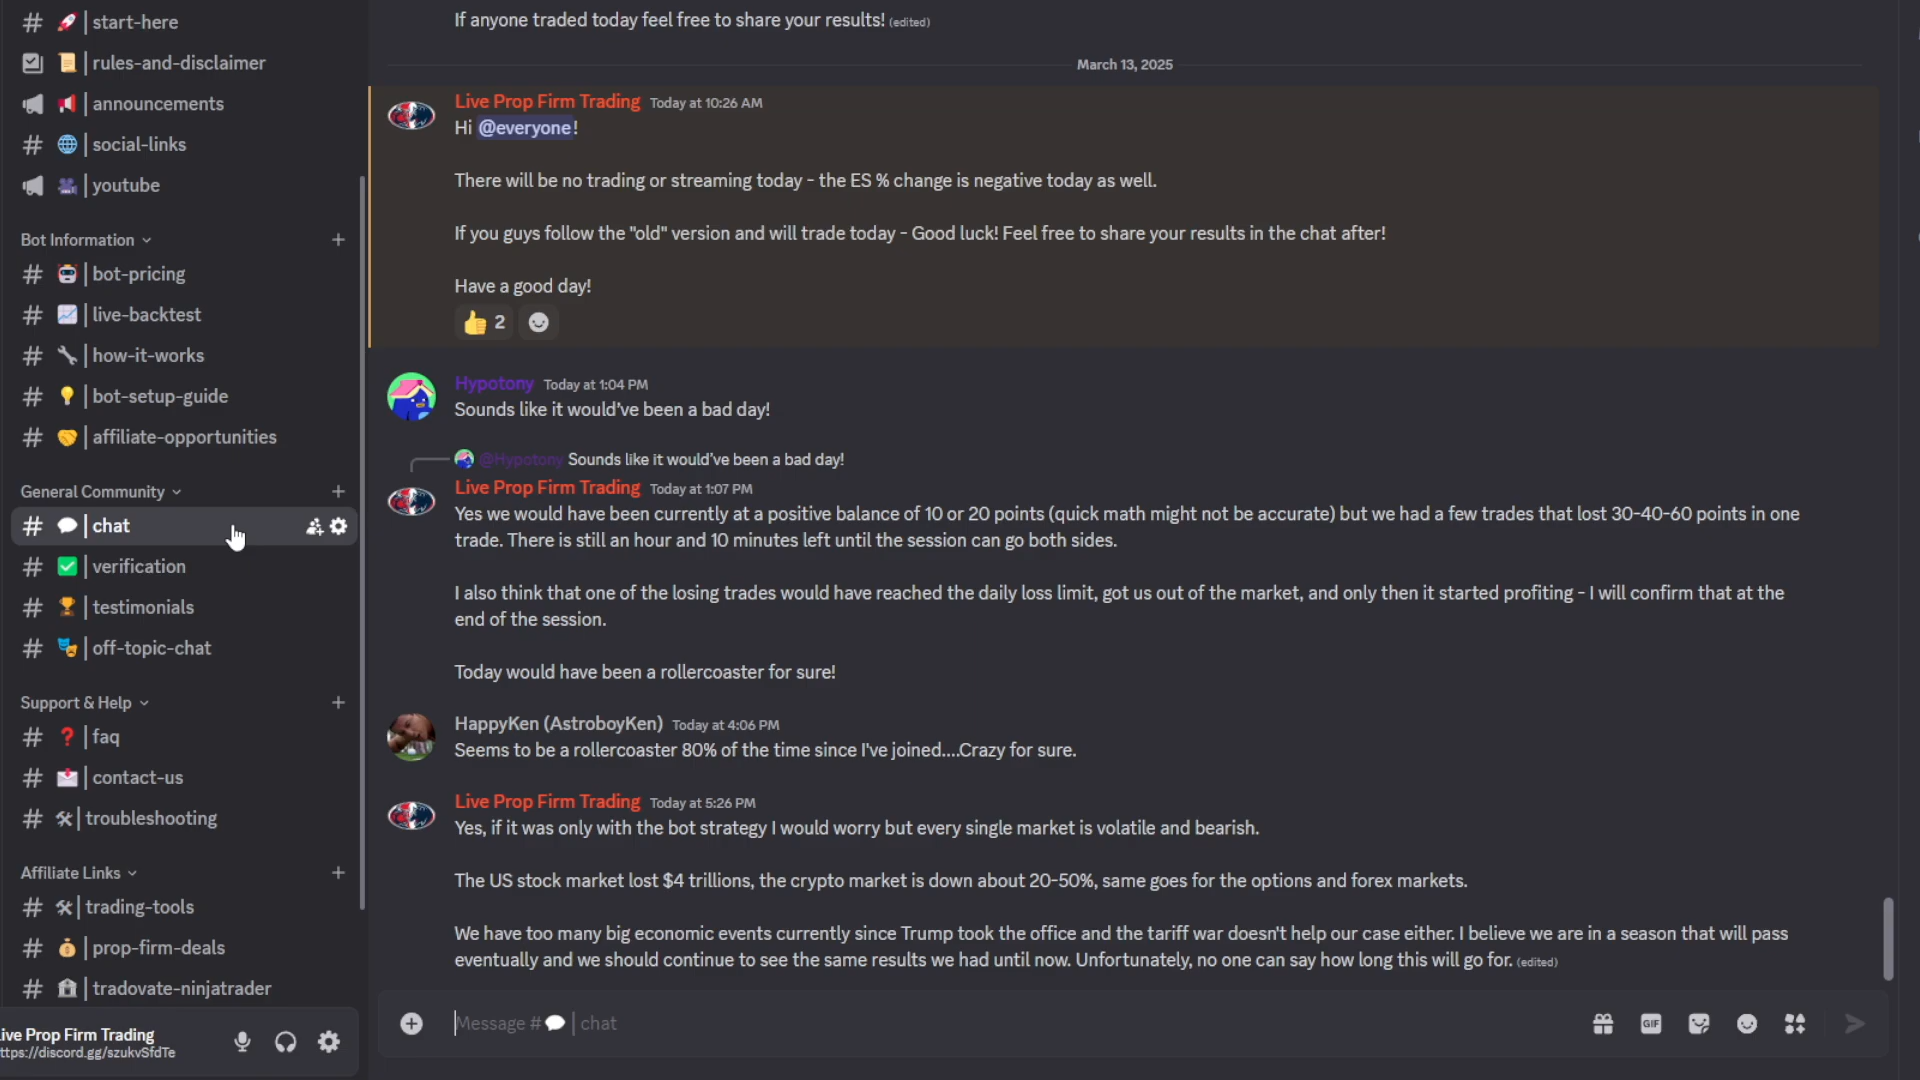 start-here
rules-and-disclaimer
announcements
social-links
youtube
Bot Information
bot-pricing
live-backtest
how-it-works
bot-setup-guide
affiliate-opportunities
General Community
chat
verification
testimonials
off-topic-chat
Support & Help
faq
contact-us
troubleshooting
Affiliate Links
trading-tools
prop-firm-deals
tradovate-ninjatrader
ive Prop Firm Trading
ttps://discord.gg/szukvSfdTe
If anyone traded today feel free to share your results! (edited)
March 13, 2025
Live Prop Firm Trading Today at 10:26 AM
Hi @everyone!
There will be no trading or streaming today - the ES % change is negative today as well.
If you guys follow the "old" version and will trade today - Good luck! Feel free to share your results in the chat after!
Have a good day!
👍 2
Hypotony Today at 1:04 PM
Sounds like it would've been a bad day!
@Hypotony Sounds like it would've been a bad day!
Live Prop Firm Trading Today at 1:07 PM
Yes we would have been currently at a positive balance of 10 or 20 points (quick math might not be accurate) but we had a few trades that lost 30-40-60 points in one
trade. There is still an hour and 10 minutes left until the session can go both sides.
I also think that one of the losing trades would have reached the daily loss limit, got us out of the market, and only then it started profiting - I will confirm that at the
end of the session.
Today would have been a rollercoaster for sure!
HappyKen (AstroboyKen) Today at 4:06 PM
Seems to be a rollercoaster 80% of the time since I've joined....Crazy for sure.
Live Prop Firm Trading Today at 5:26 PM
Yes, if it was only with the bot strategy I would worry but every single market is volatile and bearish.
The US stock market lost $4 trillions, the crypto market is down about 20-50%, same goes for the options and forex markets.
We have too many big economic events currently since Trump took the office and the tariff war doesn't help our case either. I believe we are in a season that will pass
eventually and we should continue to see the same results we had until now. Unfortunately, no one can say how long this will go for. (edited)
Message #💬 | chat
GIF